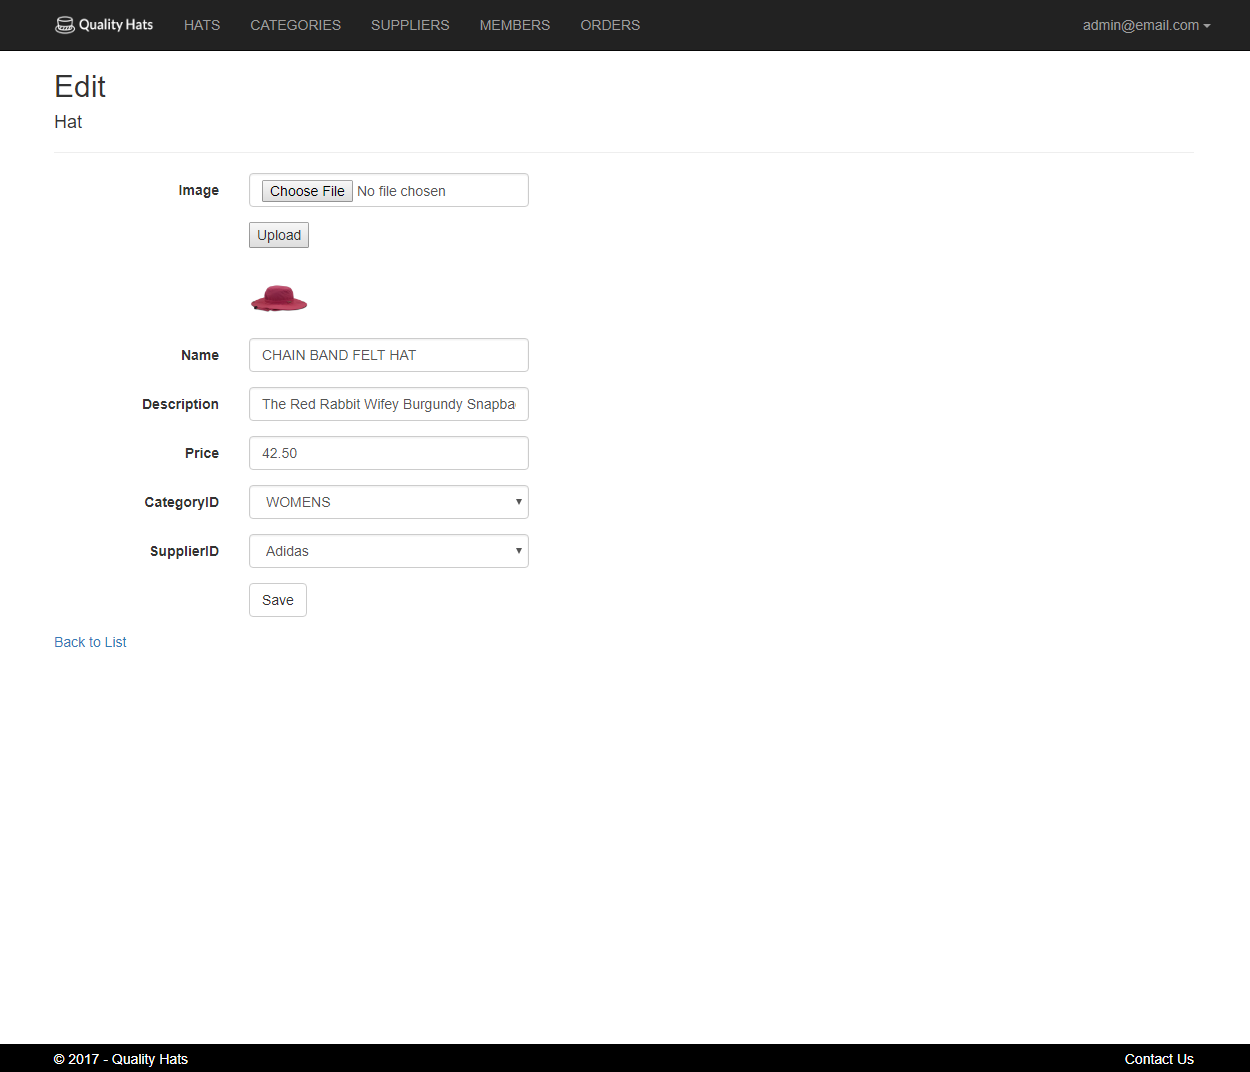 Quality Hats HATS CATEGORIES SUPPLIERS MEMBERS ORDERS admin@email.com
Edit
Hat
Image Choose File No file chosen
Upload
Name CHAIN BAND FELT HAT
Description The Red Rabbit Wifey Burgundy Snapba
Price 42.50
CategoryID WOMENS
SupplierID Adidas
Save
Back to List
© 2017 - Quality Hats Contact Us